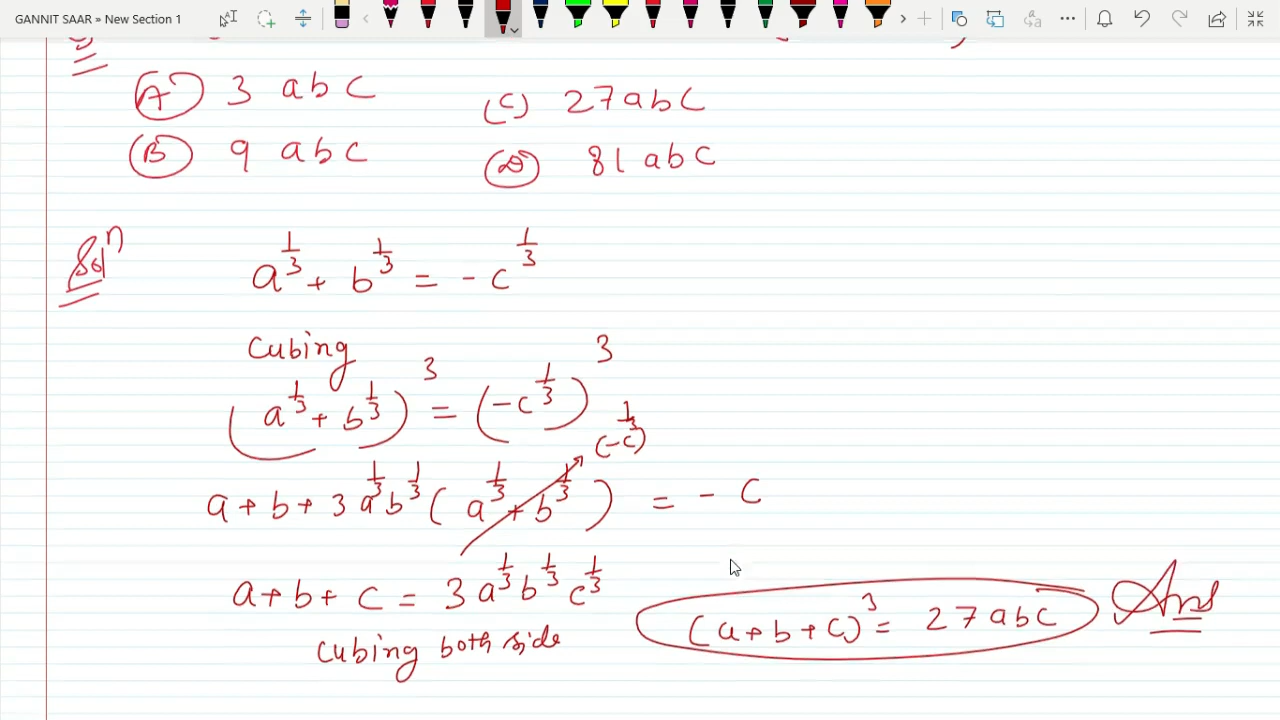 GANNIT SAAR » New Section 1
(A) 3 abc
(C) 27abc
(B) 9 abc
(D) 81 abc
Solⁿ
a^{1/3} + b^{1/3} = - c^{1/3}
Cubing
(a^{1/3} + b^{1/3})^3 = (-c^{1/3})^3
(-c)^{1/3}
a + b + 3 a^{1/3} b^{1/3} ( a^{1/3} + b^{1/3} ) = - c
a + b + c = 3 a^{1/3} b^{1/3} c^{1/3}
Cubing both side
(a+b+c)^3 = 27abc Ans